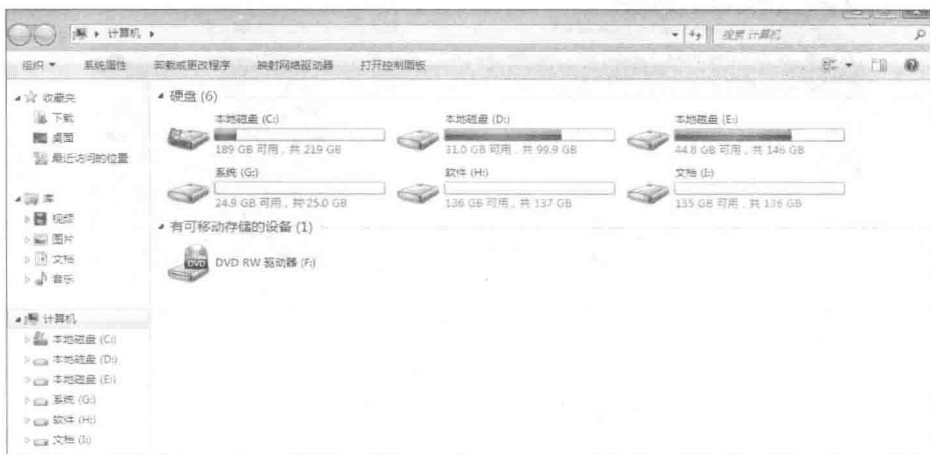 计算机
搜索 计算机
组织 系统属性 卸载或更改程序 映射网络驱动器 打开控制面板
收藏夹
下载
桌面
最近访问的位置
库
视频
图片
文档
音乐
计算机
本地磁盘 (C:)
本地磁盘 (D:)
本地磁盘 (E:)
系统 (G:)
软件 (H:)
文档 (I:)
硬盘 (6)
本地磁盘 (C:)
189 GB 可用，共 219 GB
本地磁盘 (D:)
31.0 GB 可用，共 99.9 GB
本地磁盘 (E:)
44.8 GB 可用，共 146 GB
系统 (G:)
24.9 GB 可用，共 25.0 GB
软件 (H:)
136 GB 可用，共 137 GB
文档 (I:)
135 GB 可用，共 136 GB
有可移动存储的设备 (1)
DVD RW 驱动器 (F:)
DVD